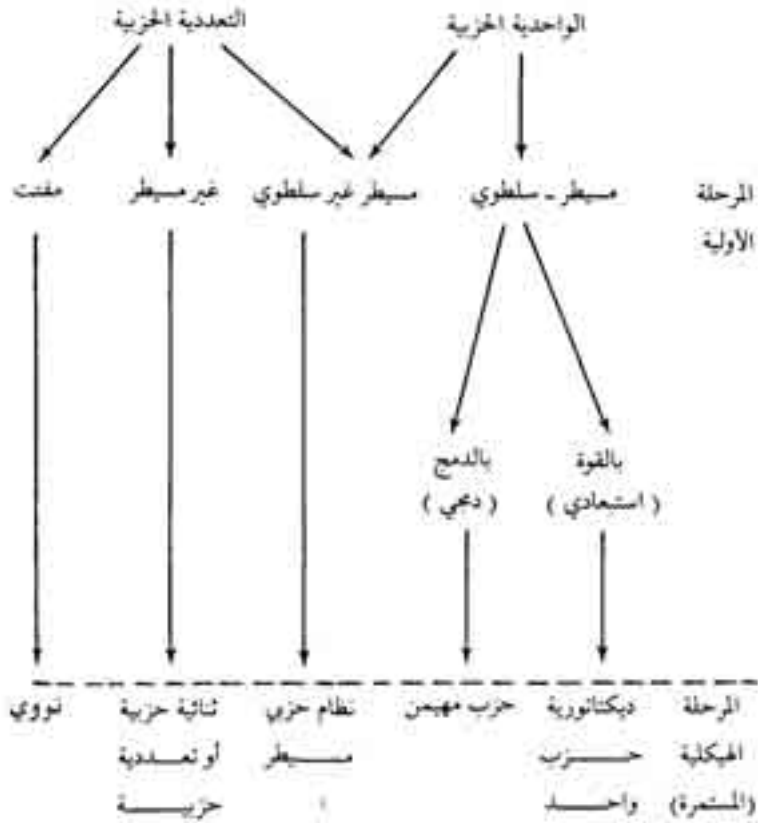 الواحدية الحزبية التعددية الحزبية
المرحلة مسيطر - سلطوي مسيطر غير سلطوي غير مسيطر مفتت
الأولية
بالقوة بالدمج
( استبعادي ) ( دمجي )
المرحلة ديكتاتورية حزب مهيمن نظام حزبي ثنائية حزبية نووي
الهيكلية حـزب مسيطر أو تعددية
(المستمرة) واحد حزبية